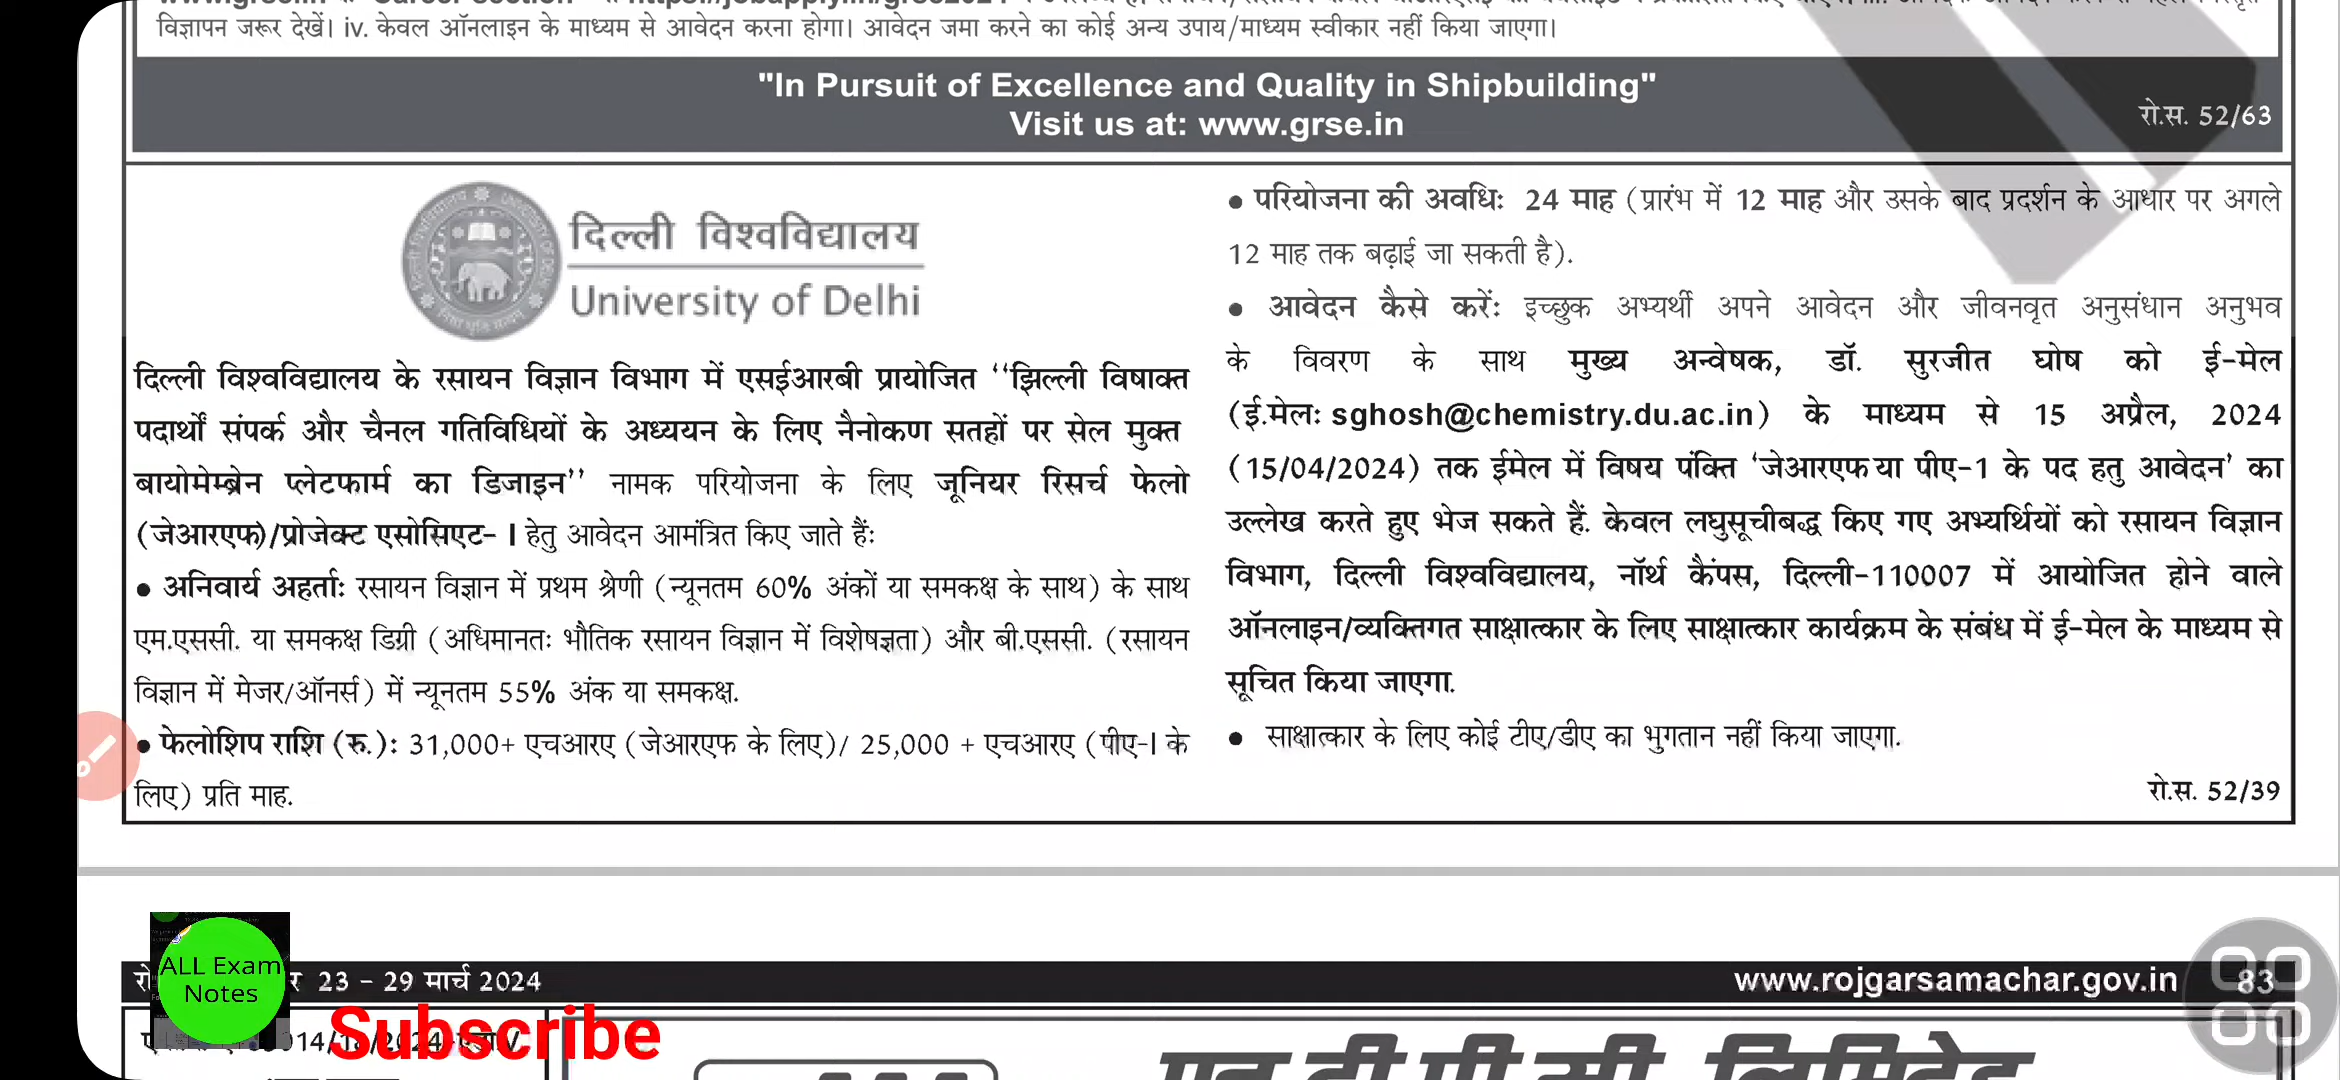 विज्ञापन जरूर देखें। iv. केवल ऑनलाइन के माध्यम से आवेदन करना होगा। आवेदन जमा करने का कोई अन्य उपाय/माध्यम स्वीकार नहीं किया जाएगा।
"In Pursuit of Excellence and Quality in Shipbuilding"
Visit us at: www.grse.in
रो.स. 52/63
दिल्ली विश्वविद्यालय
University of Delhi
दिल्ली विश्वविद्यालय के रसायन विज्ञान विभाग में एसईआरबी प्रायोजित ‘‘झिल्ली विषाक्त
पदार्थों संपर्क और चैनल गतिविधियों के अध्ययन के लिए नैनोकण सतहों पर सेल मुक्त
बायोमेम्ब्रेन प्लेटफार्म का डिजाइन’’ नामक परियोजना के लिए जूनियर रिसर्च फेलो
(जेआरएफ)/प्रोजेक्ट एसोसिएट- I हेतु आवेदन आमंत्रित किए जाते हैं:
• अनिवार्य अहर्ता: रसायन विज्ञान में प्रथम श्रेणी (न्यूनतम 60% अंकों या समकक्ष के साथ) के साथ
एम.एससी. या समकक्ष डिग्री (अधिमानत: भौतिक रसायन विज्ञान में विशेषज्ञता) और बी.एससी. (रसायन
विज्ञान में मेजर/ऑनर्स) में न्यूनतम 55% अंक या समकक्ष.
• फेलोशिप राशि (रु.): 31,000+ एचआरए (जेआरएफ के लिए)/ 25,000 + एचआरए (पीए-I के
लिए) प्रति माह.
• परियोजना की अवधि: 24 माह (प्रारंभ में 12 माह और उसके बाद प्रदर्शन के आधार पर अगले
12 माह तक बढ़ाई जा सकती है).
• आवेदन कैसे करें: इच्छुक अभ्यर्थी अपने आवेदन और जीवनवृत अनुसंधान अनुभव
के विवरण के साथ मुख्य अन्वेषक, डॉ. सुरजीत घोष को ई-मेल
(ई.मेल: sghosh@chemistry.du.ac.in) के माध्यम से 15 अप्रैल, 2024
(15/04/2024) तक ईमेल में विषय पंक्ति ‘जेआरएफ या पीए-1 के पद हतु आवेदन’ का
उल्लेख करते हुए भेज सकते हैं. केवल लघुसूचीबद्ध किए गए अभ्यर्थियों को रसायन विज्ञान
विभाग, दिल्ली विश्वविद्यालय, नॉर्थ कैंपस, दिल्ली-110007 में आयोजित होने वाले
ऑनलाइन/व्यक्तिगत साक्षात्कार के लिए साक्षात्कार कार्यक्रम के संबंध में ई-मेल के माध्यम से
सूचित किया जाएगा.
• साक्षात्कार के लिए कोई टीए/डीए का भुगतान नहीं किया जाएगा.
रो.स. 52/39
ALL Exam
Notes
23 - 29 मार्च 2024
www.rojgarsamachar.gov.in
83
Subscribe
एन टी पी सी लिमिटेड